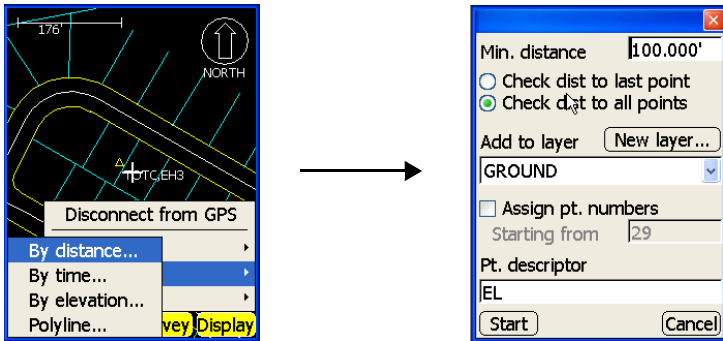 176'
NORTH
TC,EH3
Disconnect from GPS
By distance...
By time...
By elevation...
Polyline...
vey Display
Min. distance 100.000'
Check dist to last point
Check dist to all points
Add to layer New layer...
GROUND
Assign pt. numbers
Starting from 29
Pt. descriptor
EL
Start Cancel